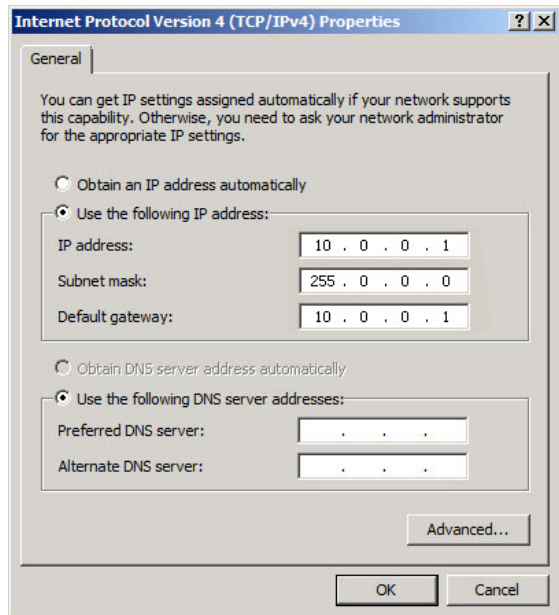 Internet Protocol Version 4 (TCP/IPv4) Properties ? X
General
You can get IP settings assigned automatically if your network supports
this capability. Otherwise, you need to ask your network administrator
for the appropriate IP settings.
Obtain an IP address automatically
Use the following IP address:
IP address: 10 . 0 . 0 . 1
Subnet mask: 255 . 0 . 0 . 0
Default gateway: 10 . 0 . 0 . 1
Obtain DNS server address automatically
Use the following DNS server addresses:
Preferred DNS server: . . .
Alternate DNS server: . . .
Advanced...
OK Cancel